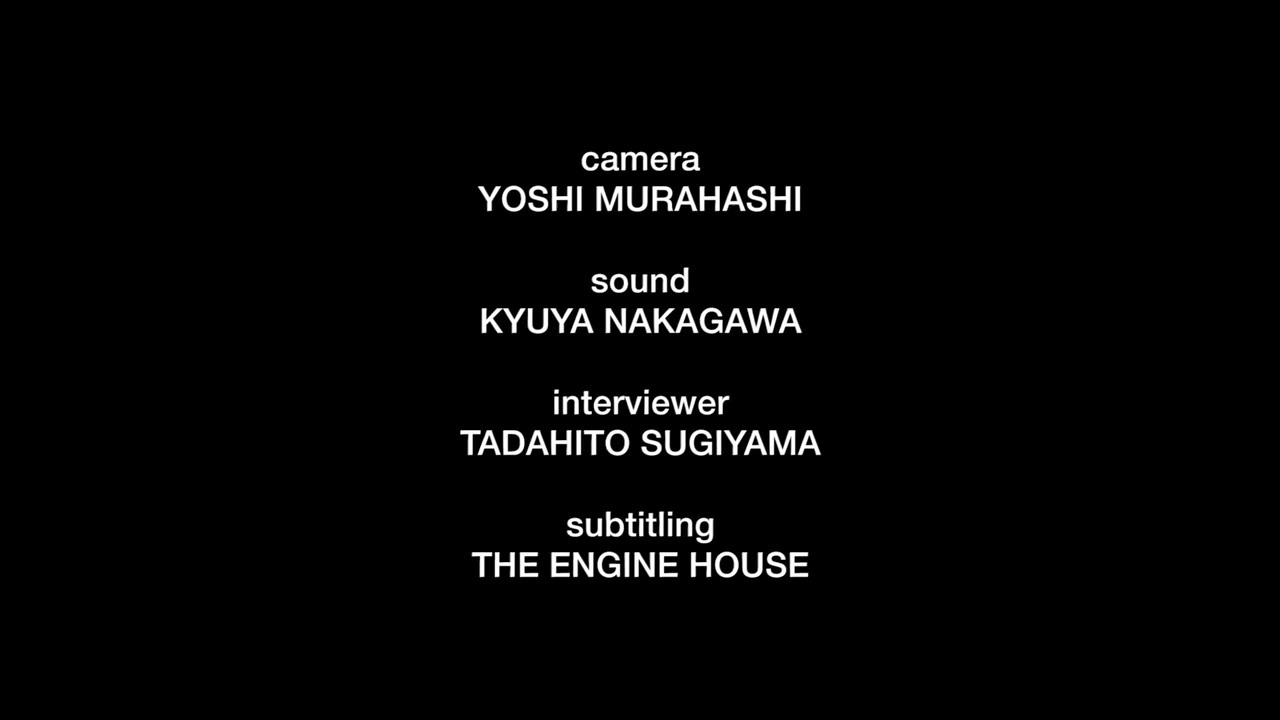 camera
YOSHI MURAHASHI
sound
KYUYA NAKAGAWA
interviewer
TADAHITO SUGIYAMA
subtitling
THE ENGINE HOUSE